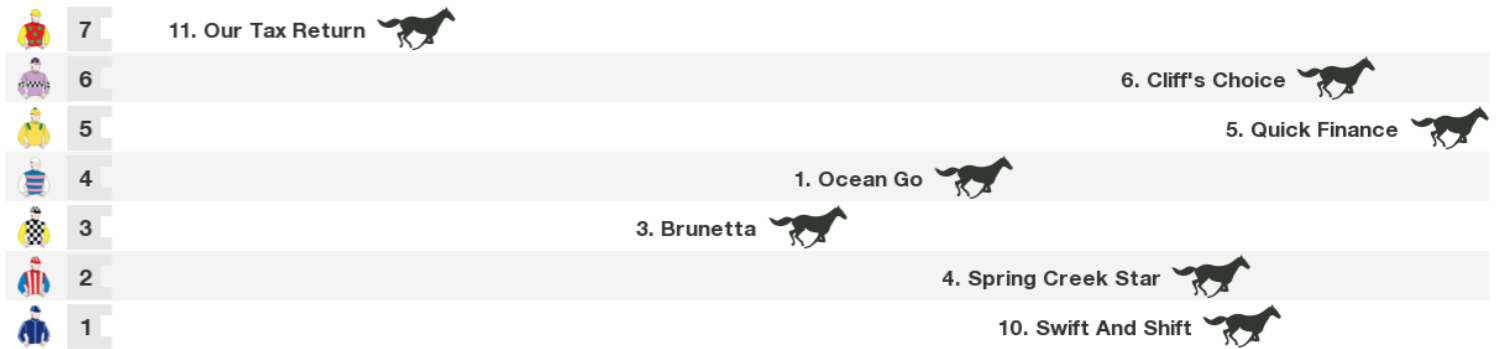 7 11. Our Tax Return
6 6. Cliff's Choice
5 5. Quick Finance
4 1. Ocean Go
3 3. Brunetta
2 4. Spring Creek Star
1 10. Swift And Shift